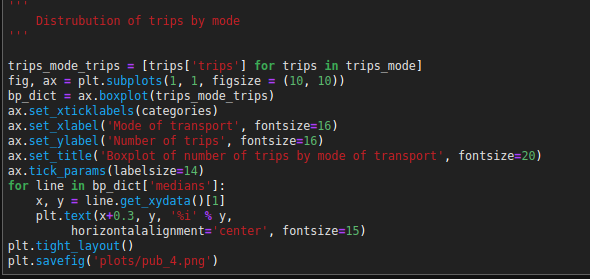 '''
    Distrubution of trips by mode
'''
trips_mode_trips = [trips['trips'] for trips in trips_mode]
fig, ax = plt.subplots(1, 1, figsize = (10, 10))
bp_dict = ax.boxplot(trips_mode_trips)
ax.set_xticklabels(categories)
ax.set_xlabel('Mode of transport', fontsize=16)
ax.set_ylabel('Number of trips', fontsize=16)
ax.set_title('Boxplot of number of trips by mode of transport', fontsize=20)
ax.tick_params(labelsize=14)
for line in bp_dict['medians']:
    x, y = line.get_xydata()[1]
    plt.text(x+0.3, y, '%i' % y,
         horizontalalignment='center', fontsize=15)
plt.tight_layout()
plt.savefig('plots/pub_4.png')